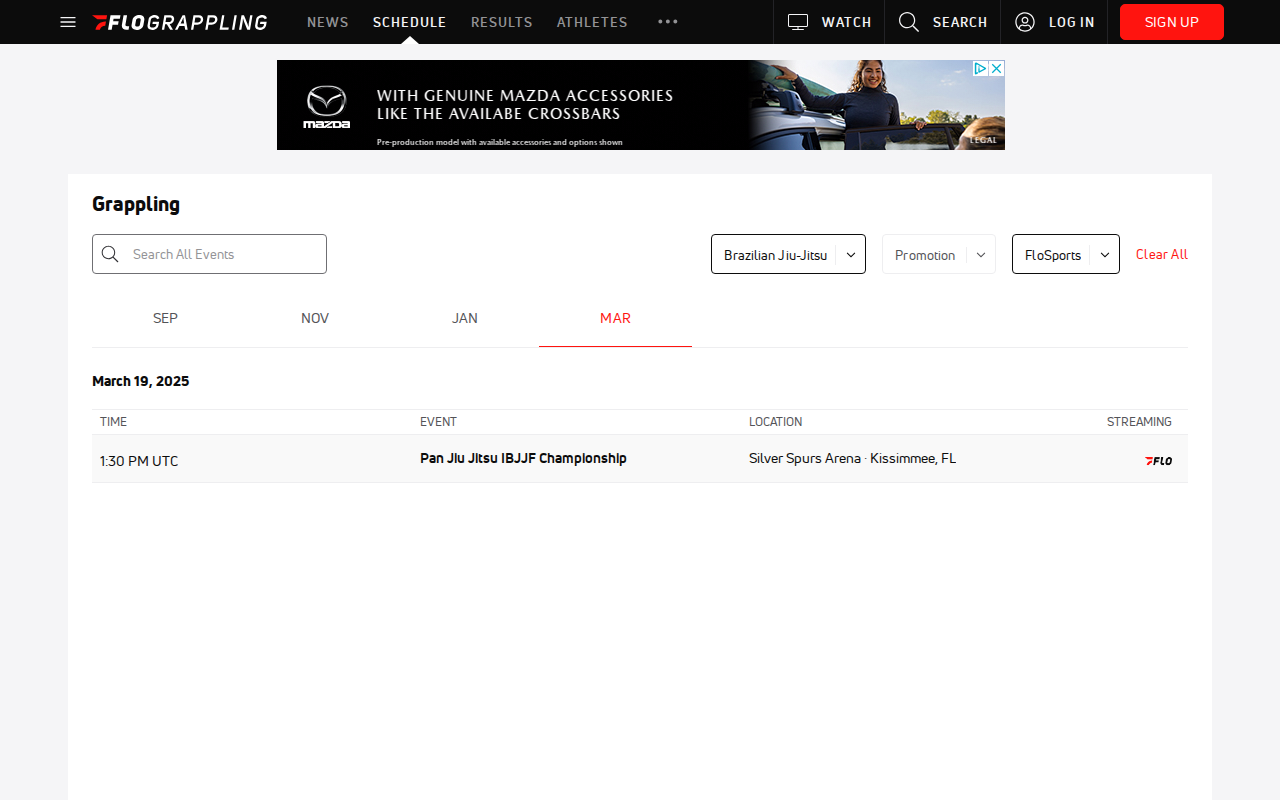 FLOGRAPPLING NEWS SCHEDULE RESULTS ATHLETES WATCH SEARCH LOG IN SIGN UP
WITH GENUINE MAZDA ACCESSORIES
LIKE THE AVAILABE CROSSBARS
mazda
Pre-production model with available accessories and options shown
LEGAL
Grappling
Search All Events Brazilian Jiu-Jitsu Promotion FloSports Clear All
SEP NOV JAN MAR
March 19, 2025
TIME EVENT LOCATION STREAMING
1:30 PM UTC Pan Jiu Jitsu IBJJF Championship Silver Spurs Arena · Kissimmee, FL FLO